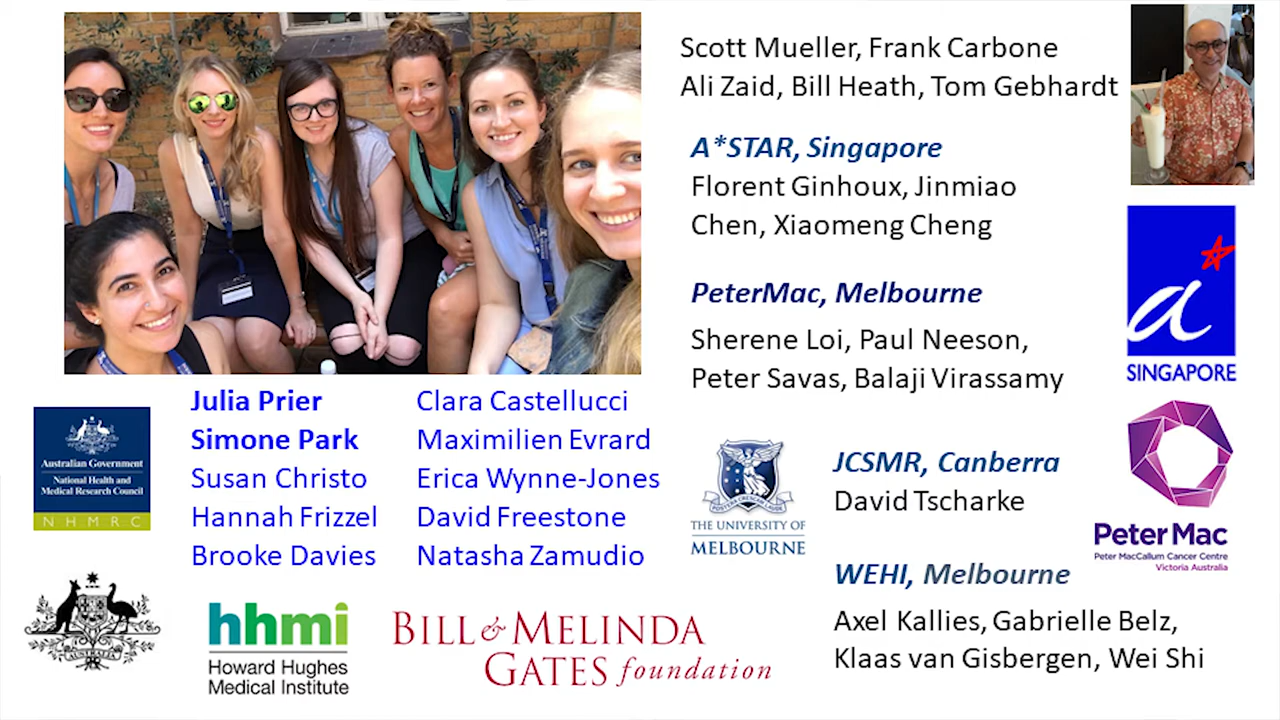 Scott Mueller, Frank Carbone
Ali Zaid, Bill Heath, Tom Gebhardt
A*STAR, Singapore
Florent Ginhoux, Jinmiao
Chen, Xiaomeng Cheng
PeterMac, Melbourne
Sherene Loi, Paul Neeson,
Peter Savas, Balaji Virassamy
a
SINGAPORE
Julia Prier
Simone Park
Susan Christo
Hannah Frizzel
Brooke Davies
Clara Castellucci
Maximilien Evrard
Erica Wynne-Jones
David Freestone
Natasha Zamudio
Australian Government
National Health and
Medical Research Council
NHMRC
POSTERA CRESCAM LAUDE
THE UNIVERSITY OF
MELBOURNE
JCSMR, Canberra
David Tscharke
Peter Mac
Peter MacCallum Cancer Centre
Victoria Australia
WEHI, Melbourne
Axel Kallies, Gabrielle Belz,
Klaas van Gisbergen, Wei Shi
AUSTRALIA
hhmi
Howard Hughes
Medical Institute
BILL & MELINDA
GATES foundation